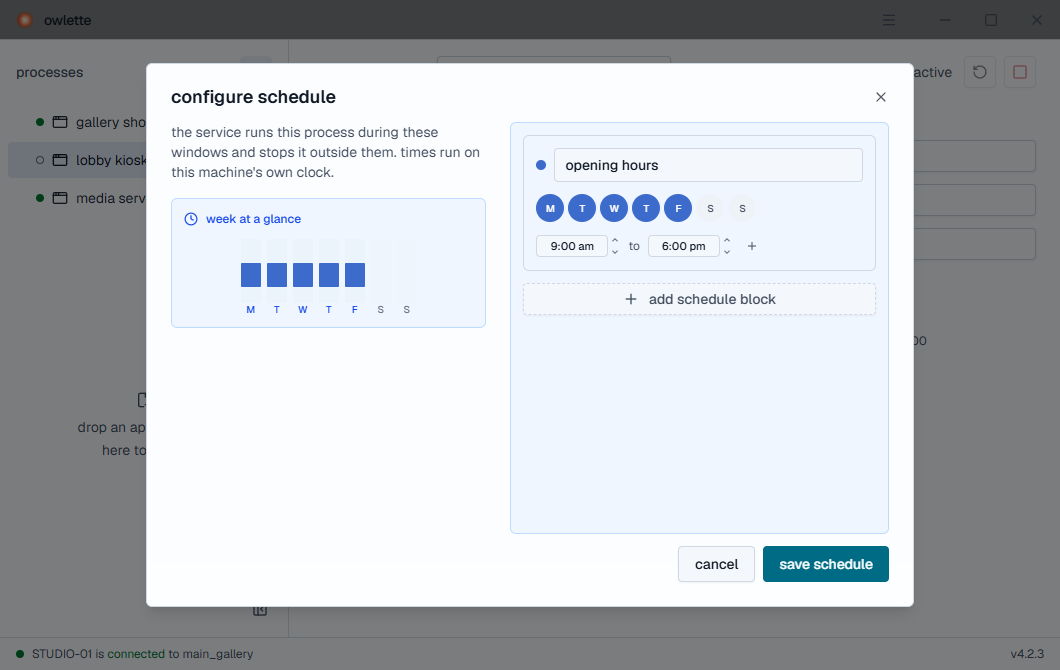 owlette
processes
active
gallery sho
lobby kiosk
media serv
drop an ap
here to
00
configure schedule
the service runs this process during these
windows and stops it outside them. times run on
this machine's own clock.
week at a glance
M T W T F S S
opening hours
M T W T F S S
9:00 am to 6:00 pm +
+ add schedule block
cancel save schedule
STUDIO-01 is connected to main_gallery
v4.2.3